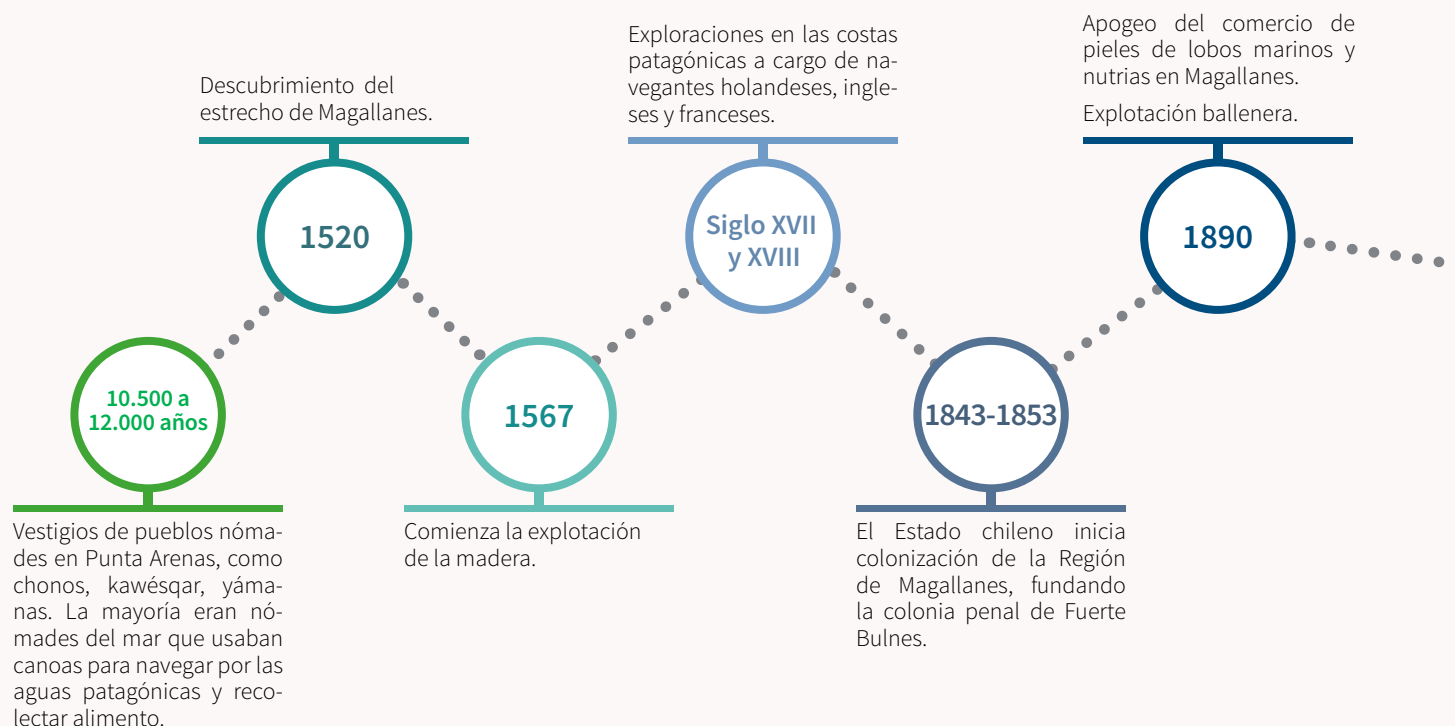 10.500 a
12.000 años
Vestigios de pueblos nóma-
des en Punta Arenas, como
chonos, kawésqar, yáma-
nas. La mayoría eran nó-
mades del mar que usaban
canoas para navegar por las
aguas patagónicas y reco-
lectar alimento.
Descubrimiento del
estrecho de Magallanes.
1520
1567
Comienza la explotación
de la madera.
Exploraciones en las costas
patagónicas a cargo de na-
vegantes holandeses, ingle-
ses y franceses.
Siglo XVII
y XVIII
1843-1853
El Estado chileno inicia
colonización de la Región
de Magallanes, fundando
la colonia penal de Fuerte
Bulnes.
Apogeo del comercio de
pieles de lobos marinos y
nutrias en Magallanes.
Explotación ballenera.
1890